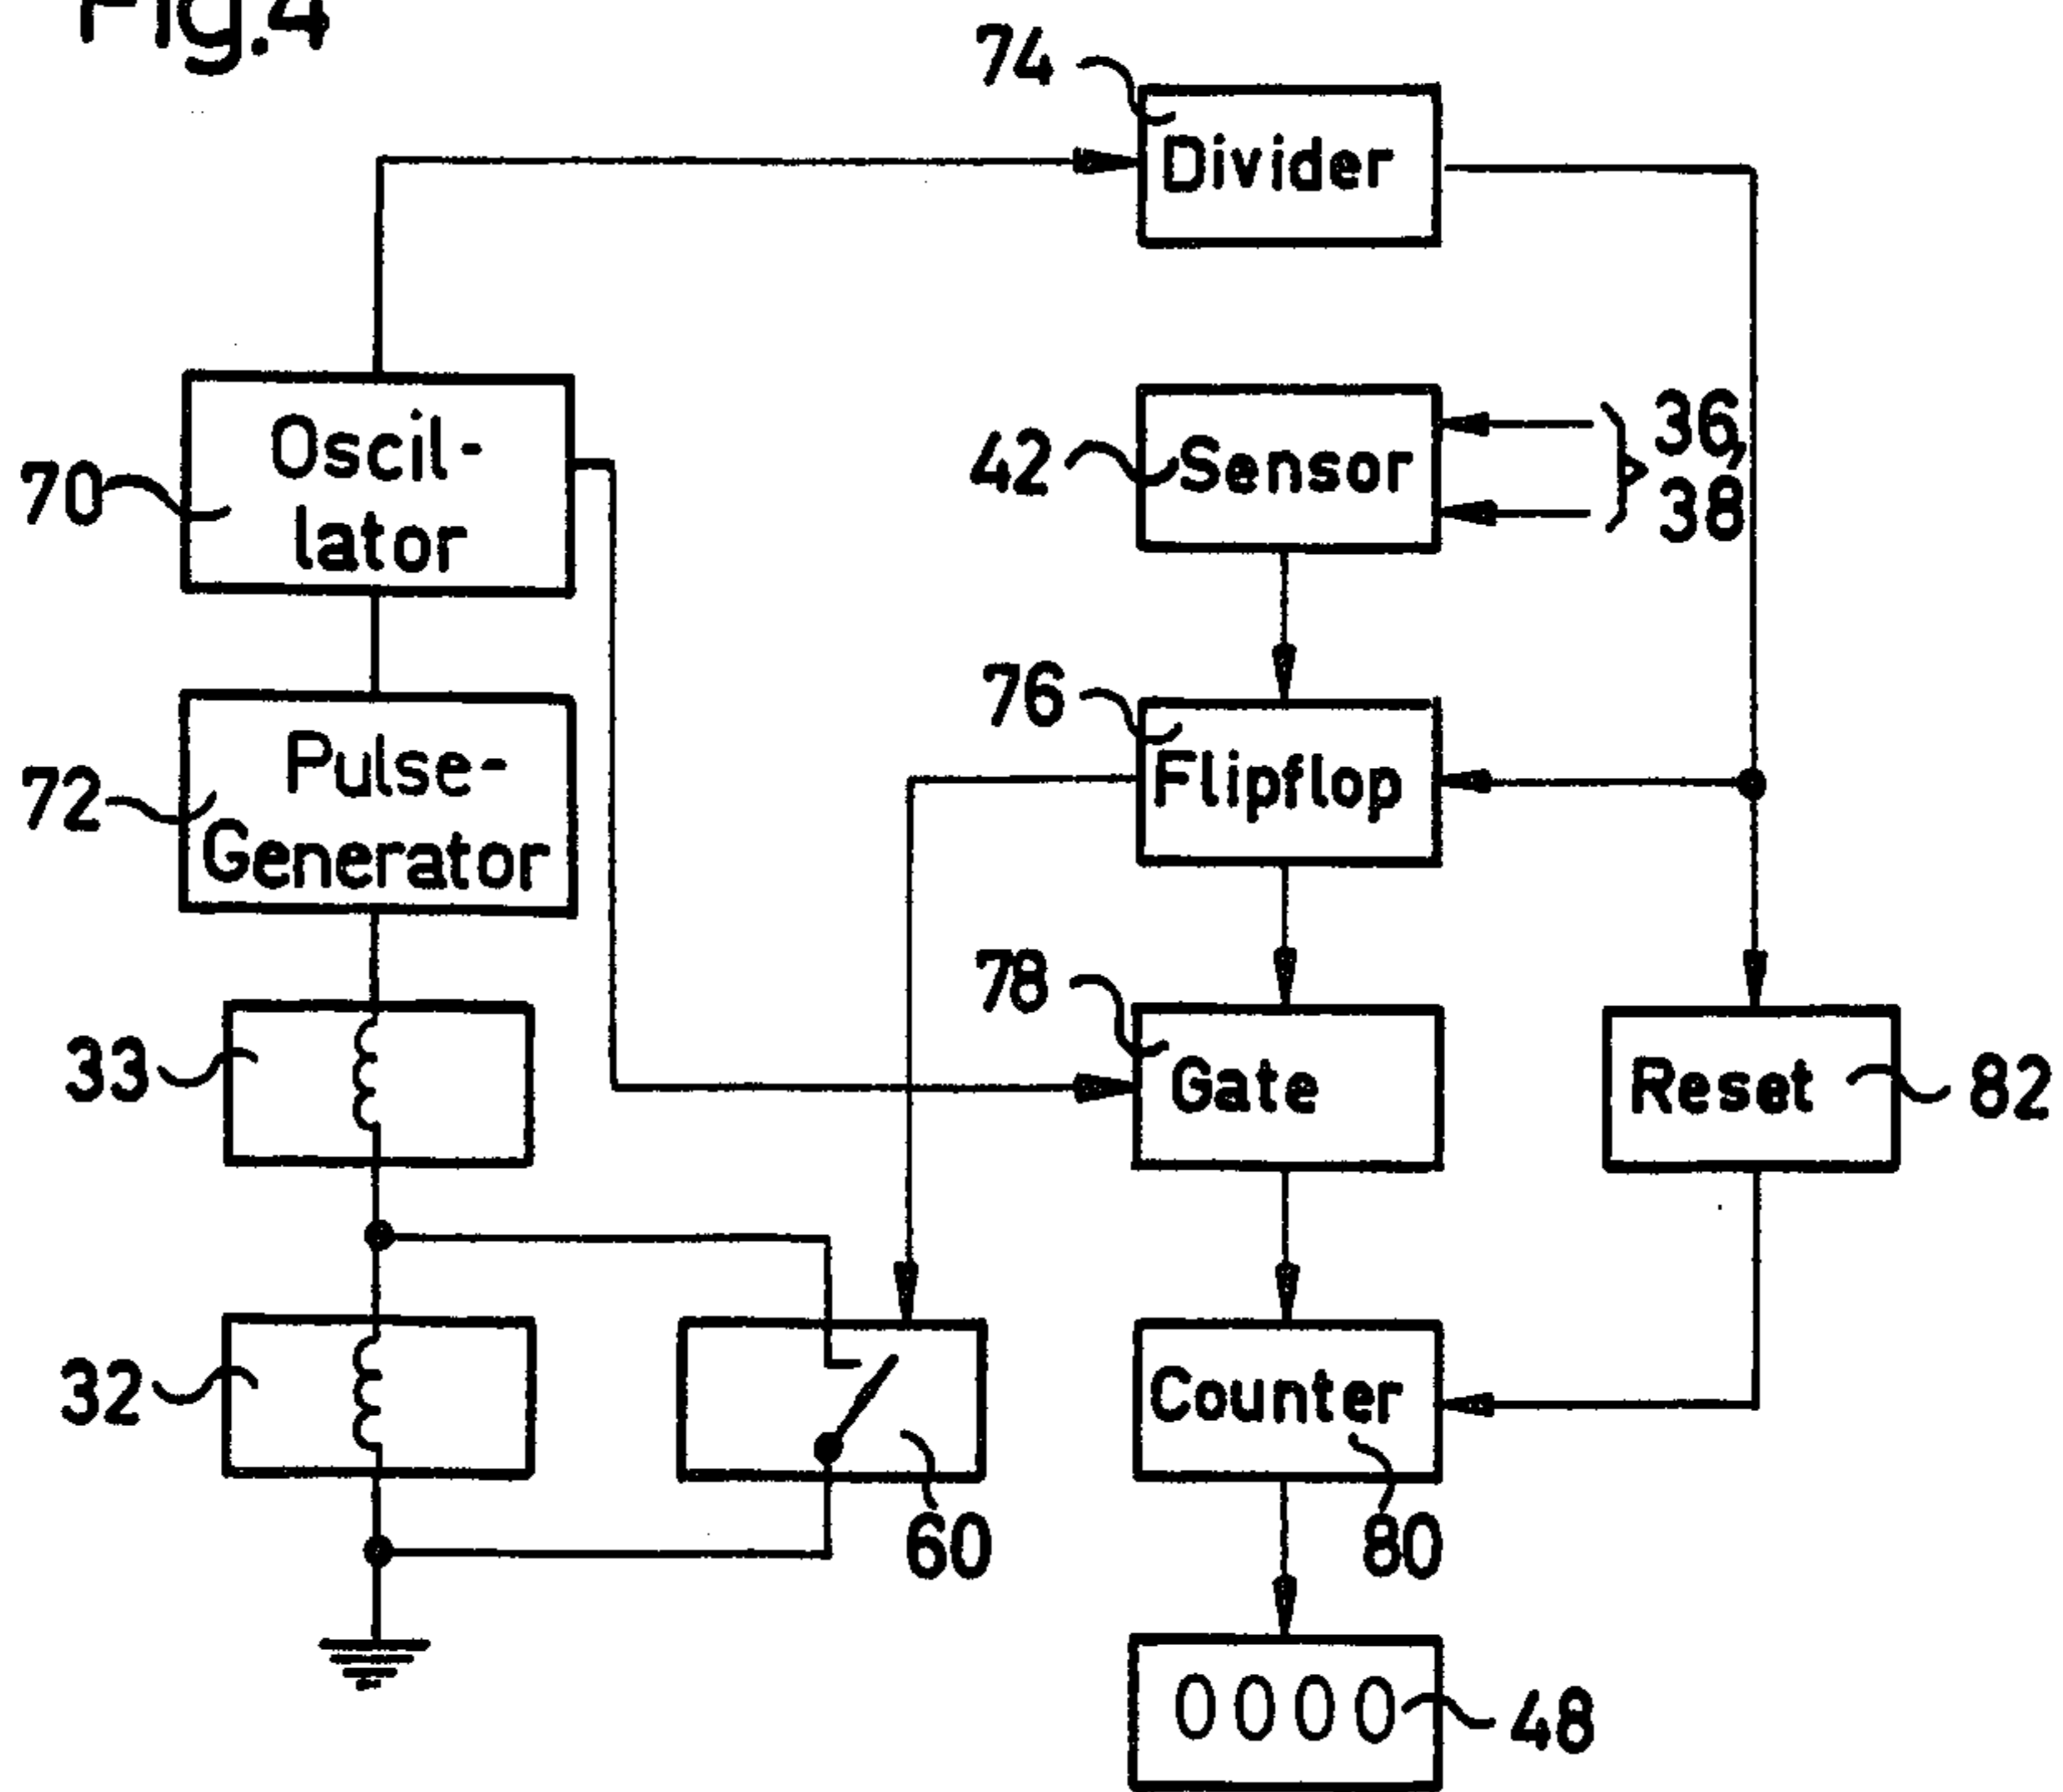 Fig.4
74
Divider
Oscil-
lator
70
42
Sensor
36,
38
76
Flipflop
72
Pulse-
Generator
78
Gate
Reset
82
33
32
60
Counter
80
0000
48